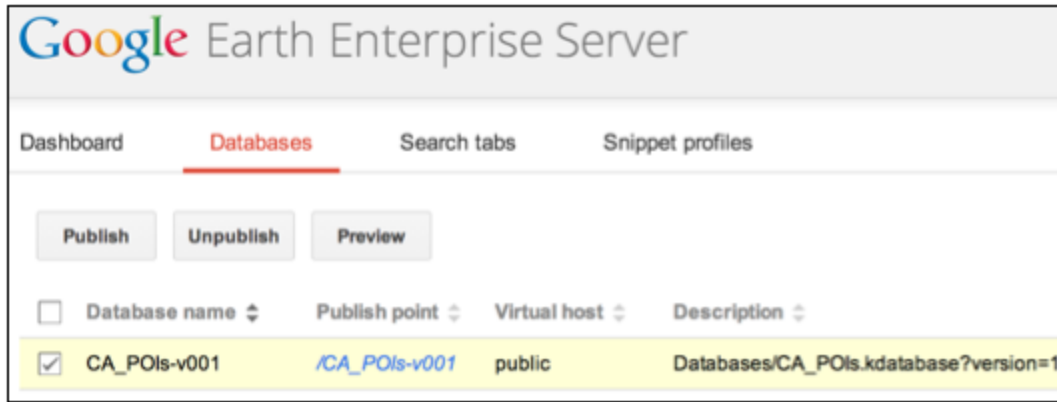 Google Earth Enterprise Server
Dashboard Databases Search tabs Snippet profiles
Publish Unpublish Preview
Database name Publish point Virtual host Description
CA_POIs-v001 /CA_POIs-v001 public Databases/CA_POIs.kdatabase?version=1